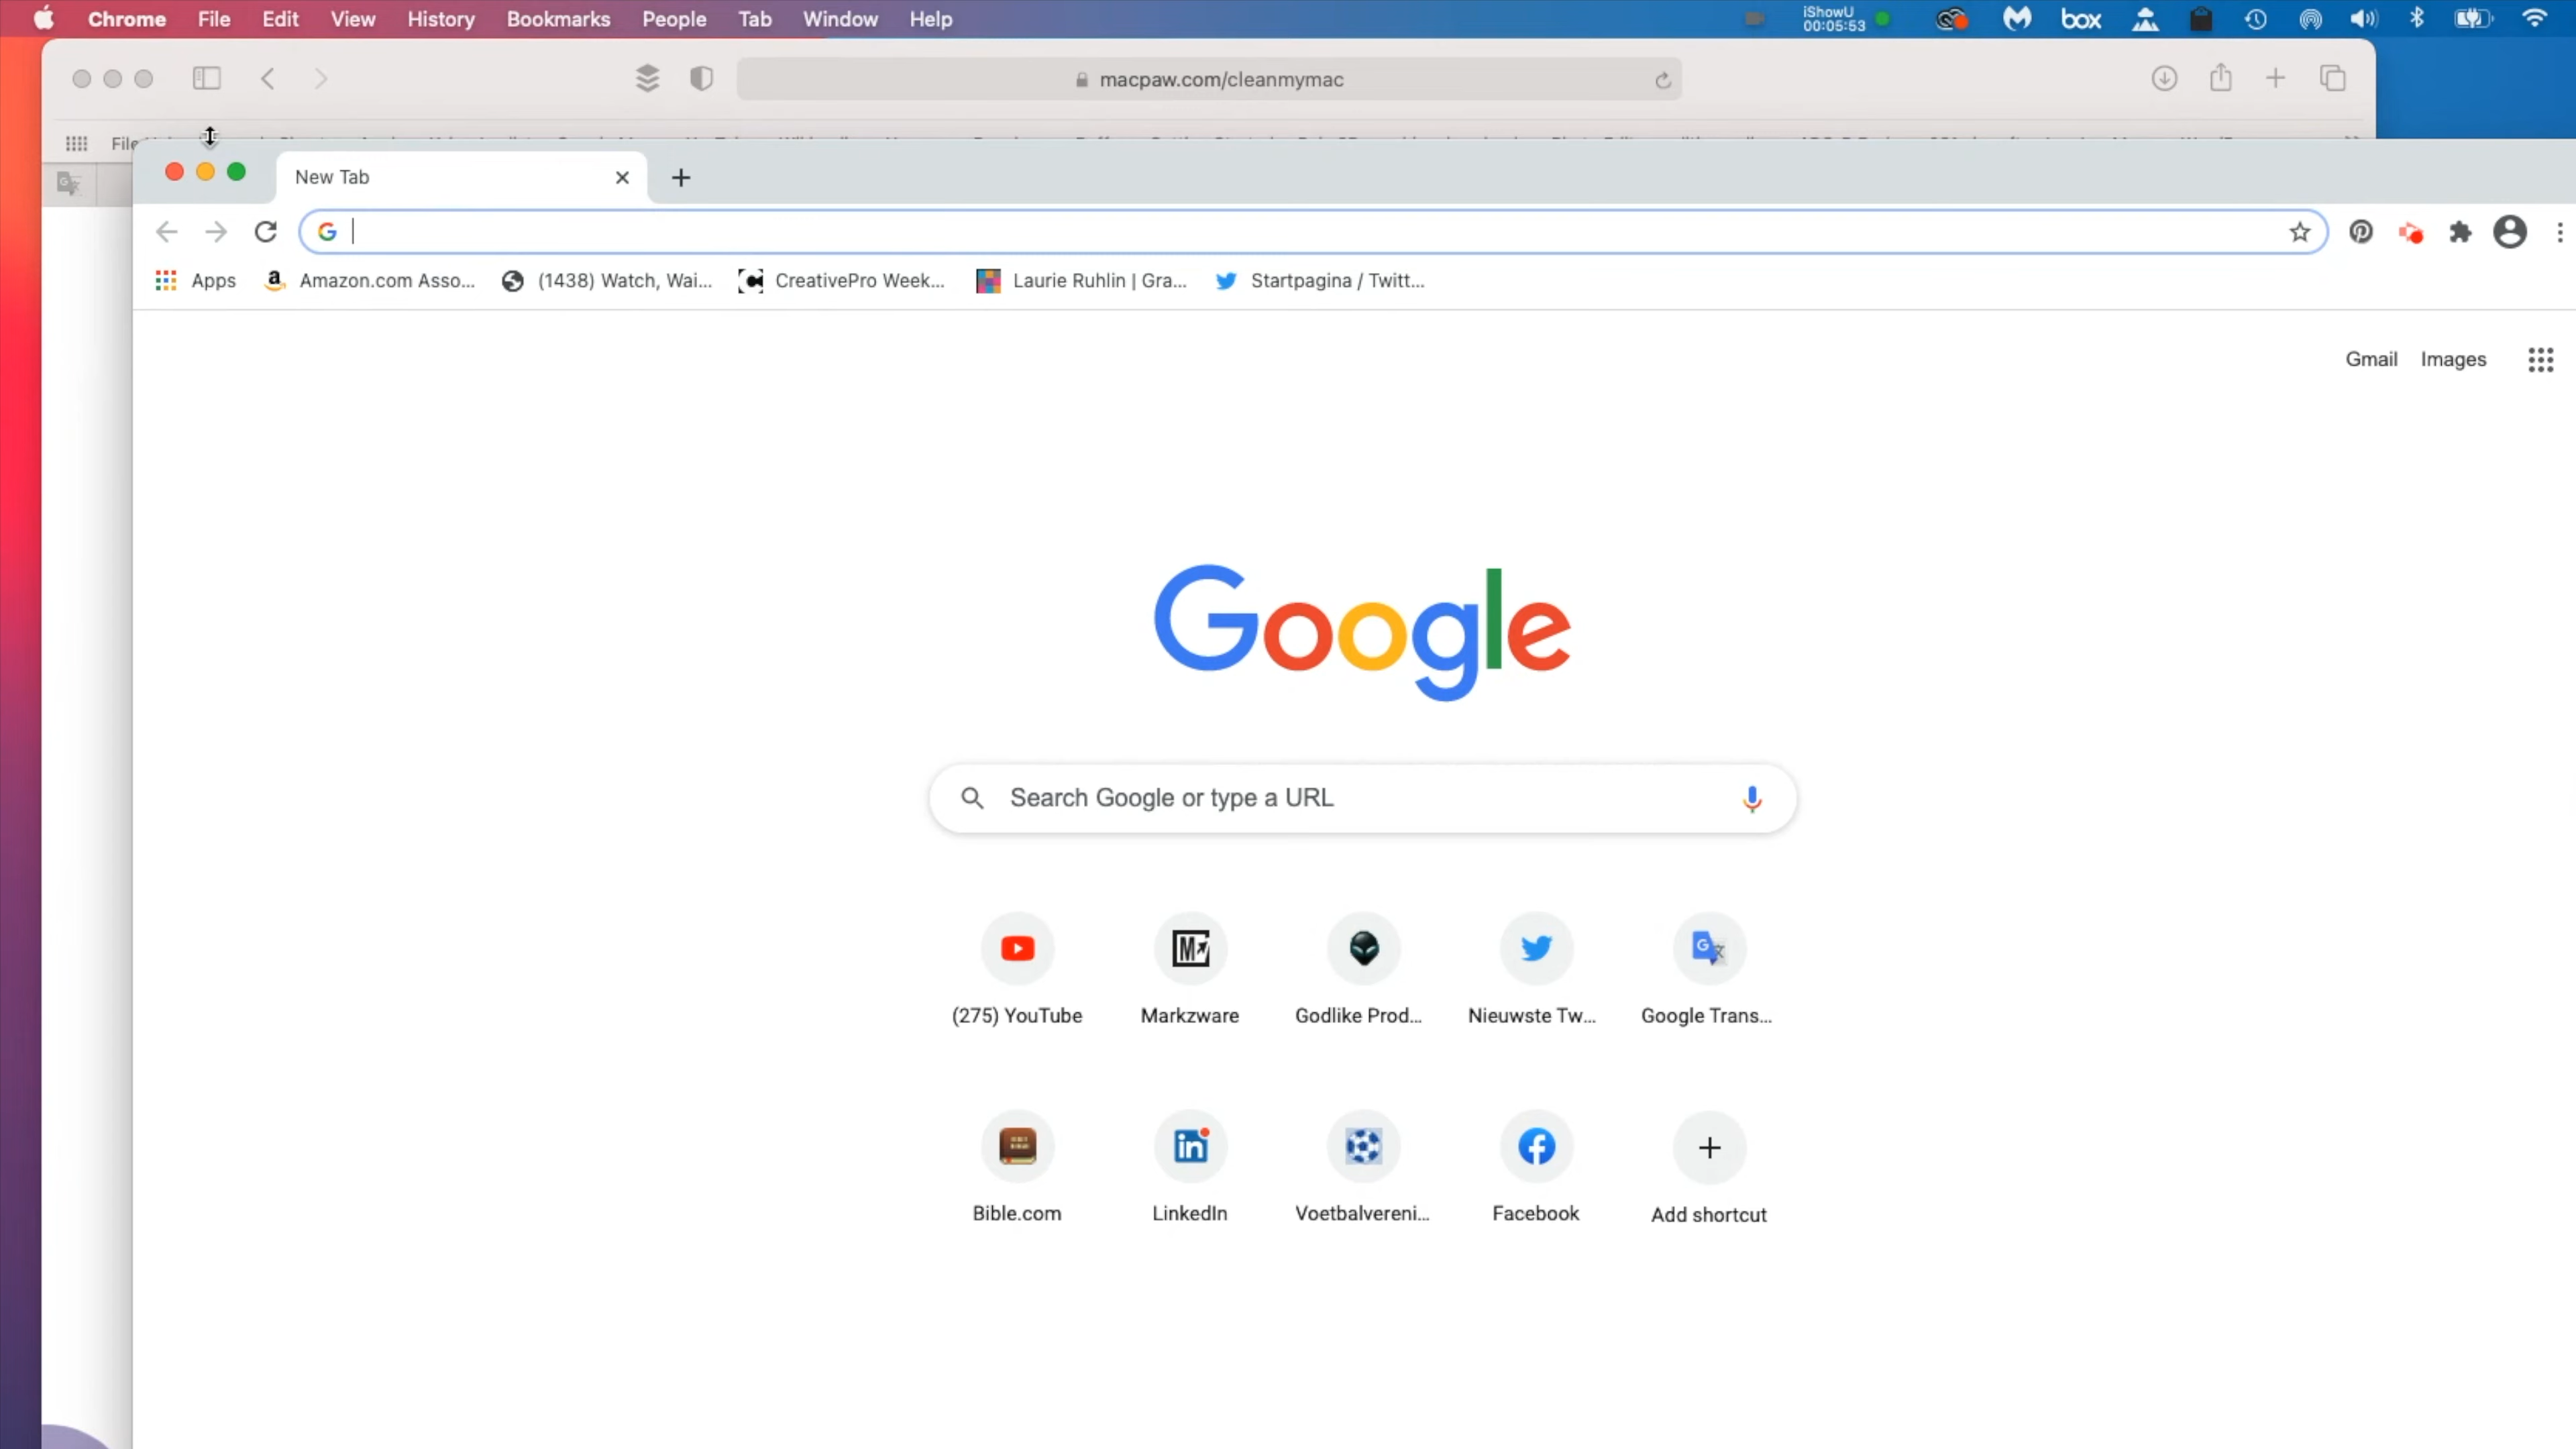 Chrome File Edit View History Bookmarks People Tab Window Help iShowU box
00:05:53
macpaw.com/cleanmymac
File
New Tab
Apps Amazon.com Asso... (1438) Watch, Wai... CreativePro Week... Laurie Ruhlin | Gra... Startpagina / Twitt...
Gmail Images
Google
Search Google or type a URL
(275) YouTube Markzware Godlike Prod... Nieuwste Tw... Google Trans...
Bible.com LinkedIn Voetbalvereni... Facebook Add shortcut